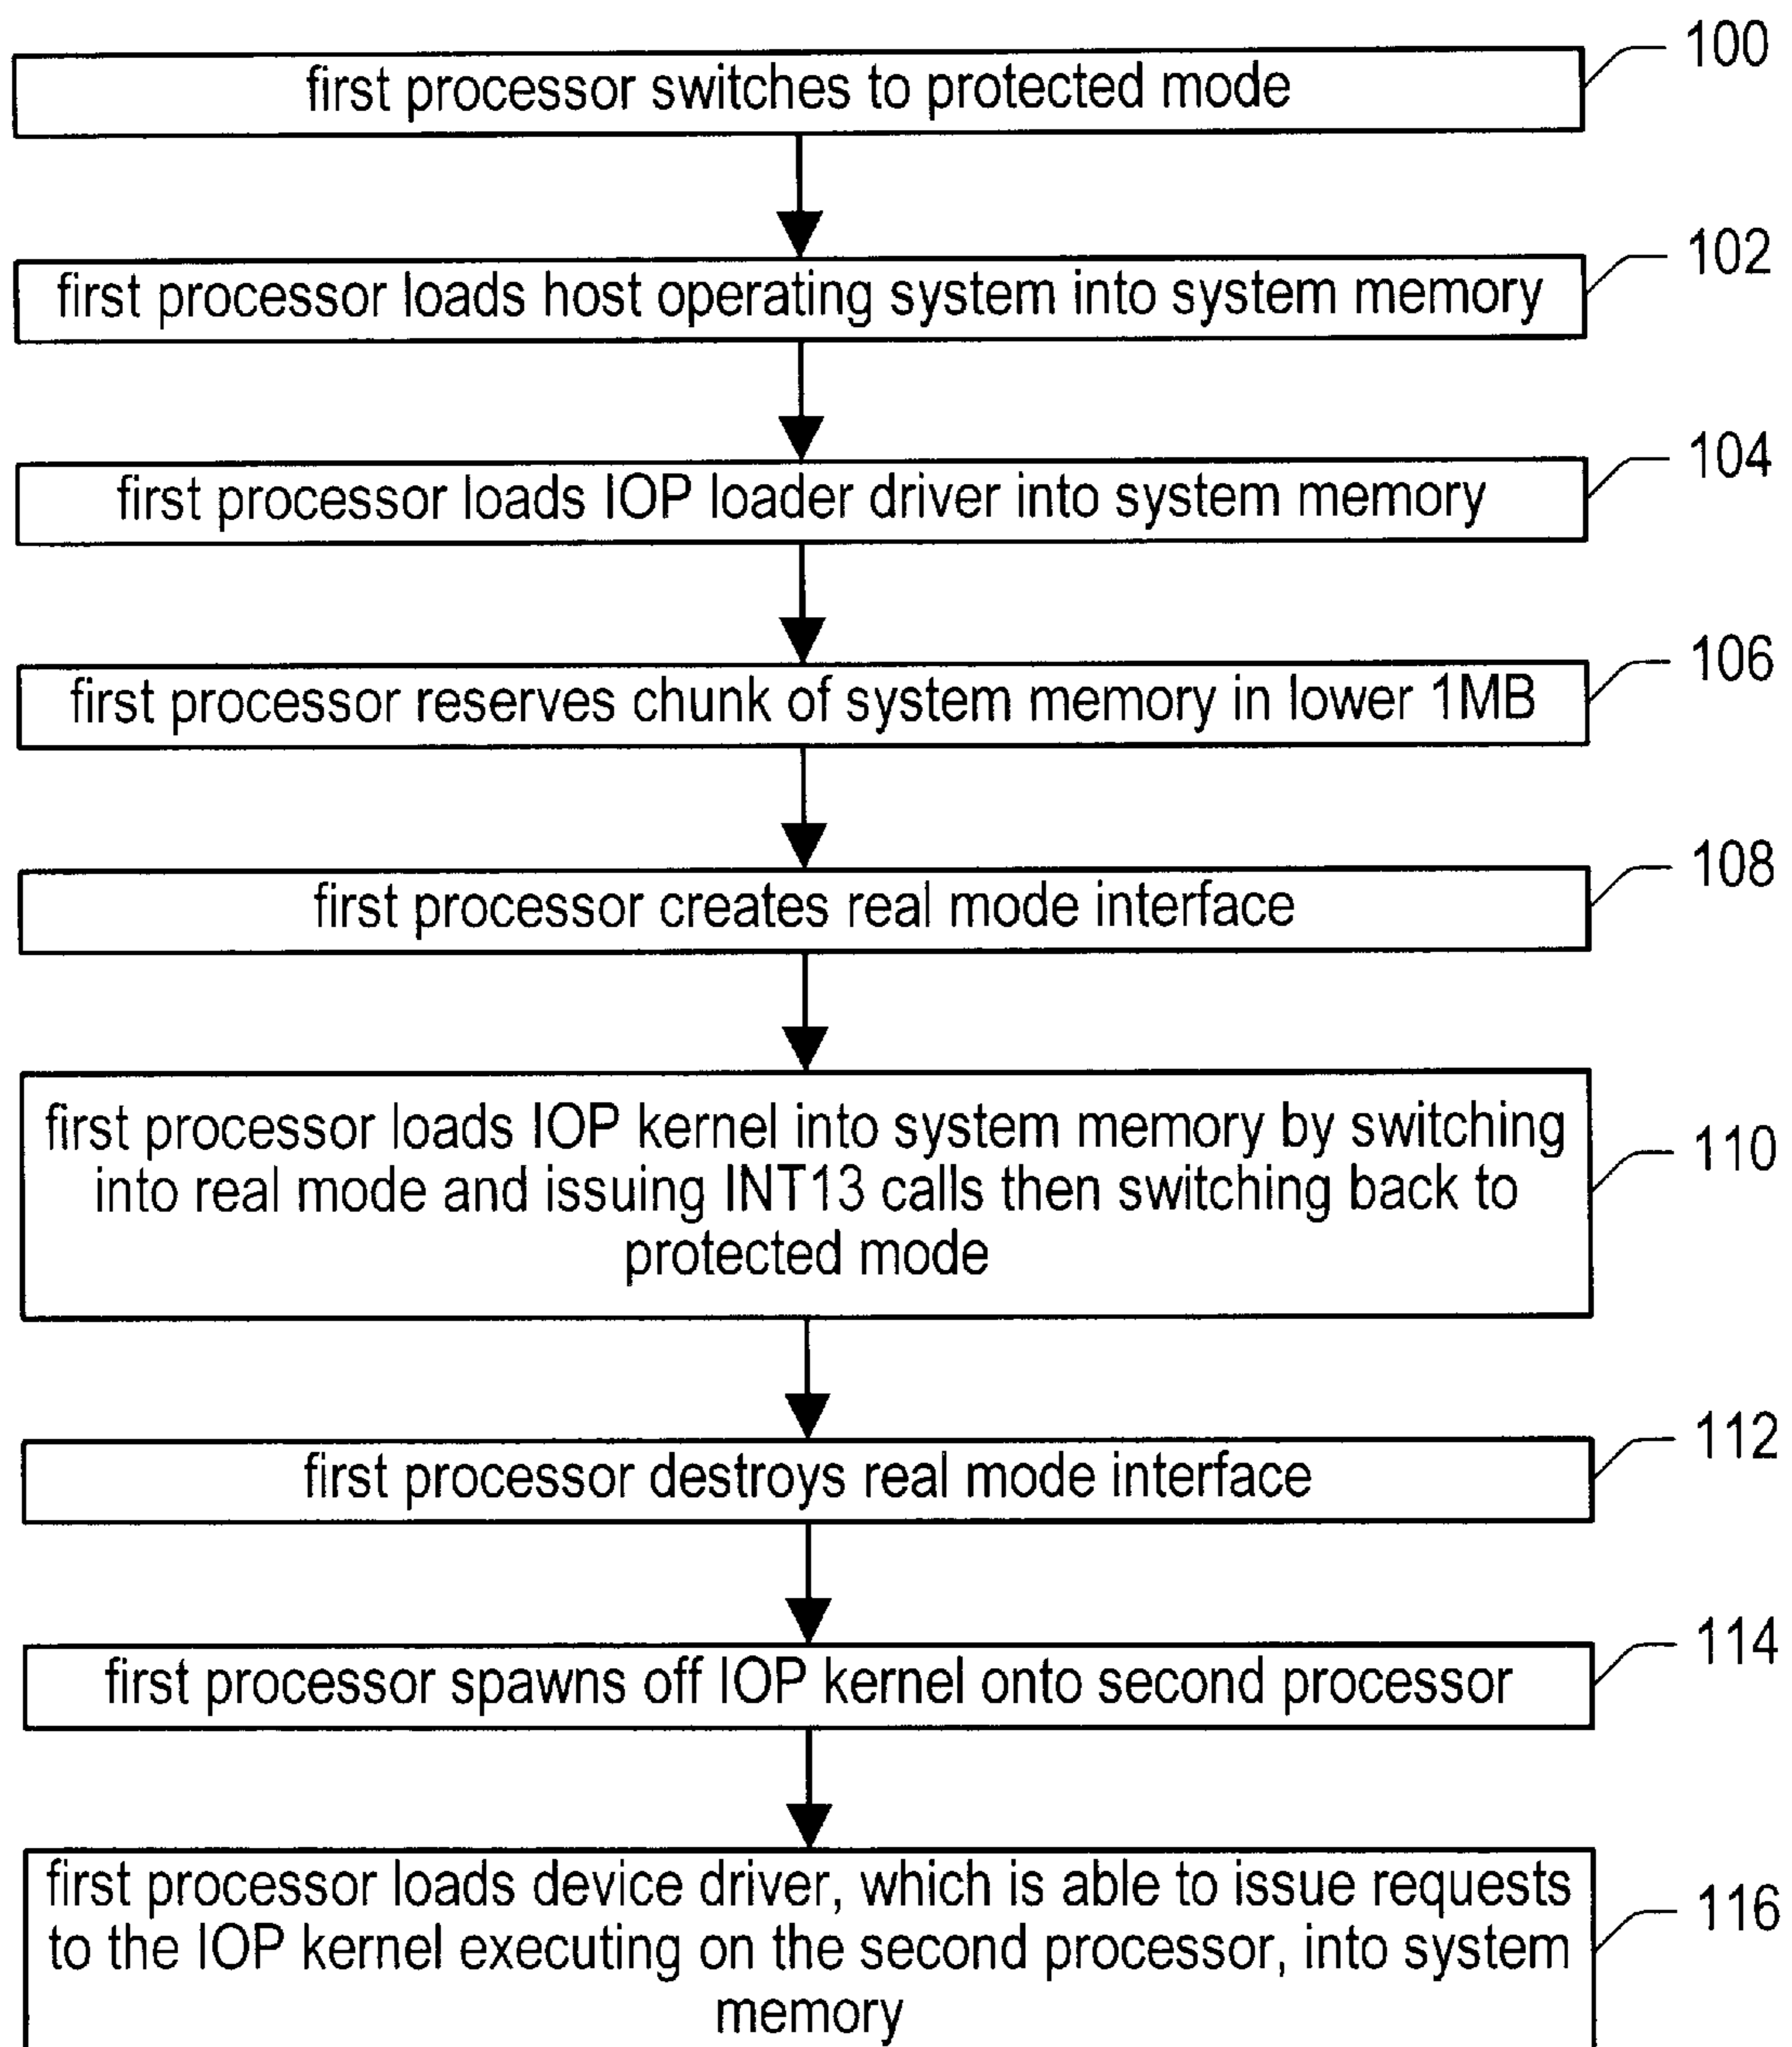 100
first processor switches to protected mode
102
first processor loads host operating system into system memory
104
first processor loads IOP loader driver into system memory
106
first processor reserves chunk of system memory in lower 1MB
108
first processor creates real mode interface
first processor loads IOP kernel into system memory by switching
110
into real mode and issuing INT13 calls then switching back to
protected mode
112
first processor destroys real mode interface
114
first processor spawns off IOP kernel onto second processor
first processor loads device driver, which is able to issue requests
116
to the IOP kernel executing on the second processor, into system
memory